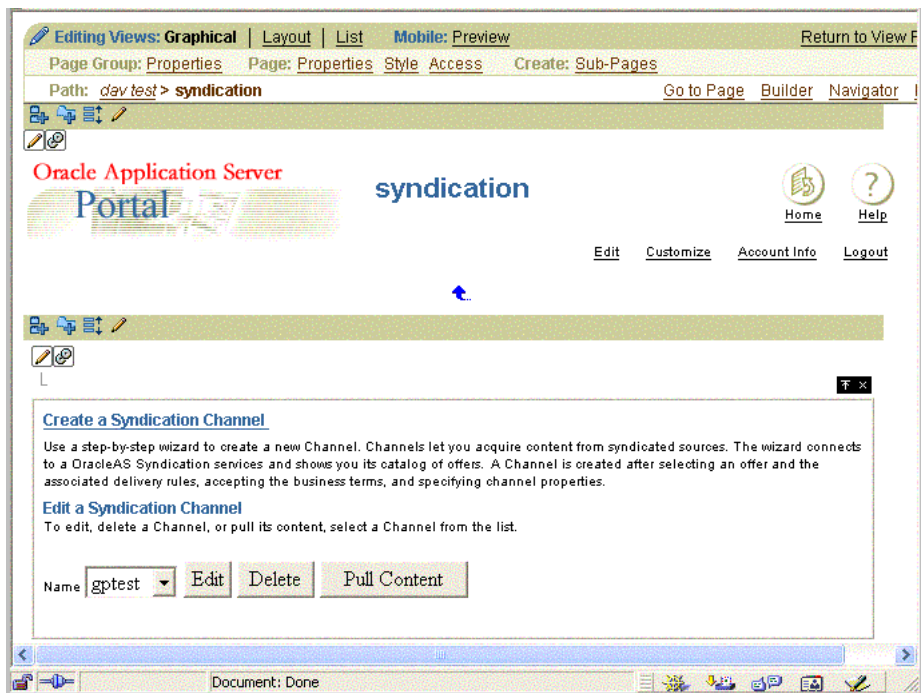 Editing Views: Graphical | Layout | List Mobile: Preview Return to View
Page Group: Properties Page: Properties Style Access Create: Sub-Pages
Path: dav test > syndication Go to Page Builder Navigator
Oracle Application Server
Portal
syndication
Home
Help
Edit Customize Account Info Logout
Create a Syndication Channel
Use a step-by-step wizard to create a new Channel. Channels let you acquire content from syndicated sources. The wizard connects
to a OracleAS Syndication services and shows you its catalog of offers. A Channel is created after selecting an offer and the
associated delivery rules, accepting the business terms, and specifying channel properties.
Edit a Syndication Channel
To edit, delete a Channel, or pull its content, select a Channel from the list.
Name gptest Edit Delete Pull Content
Document: Done